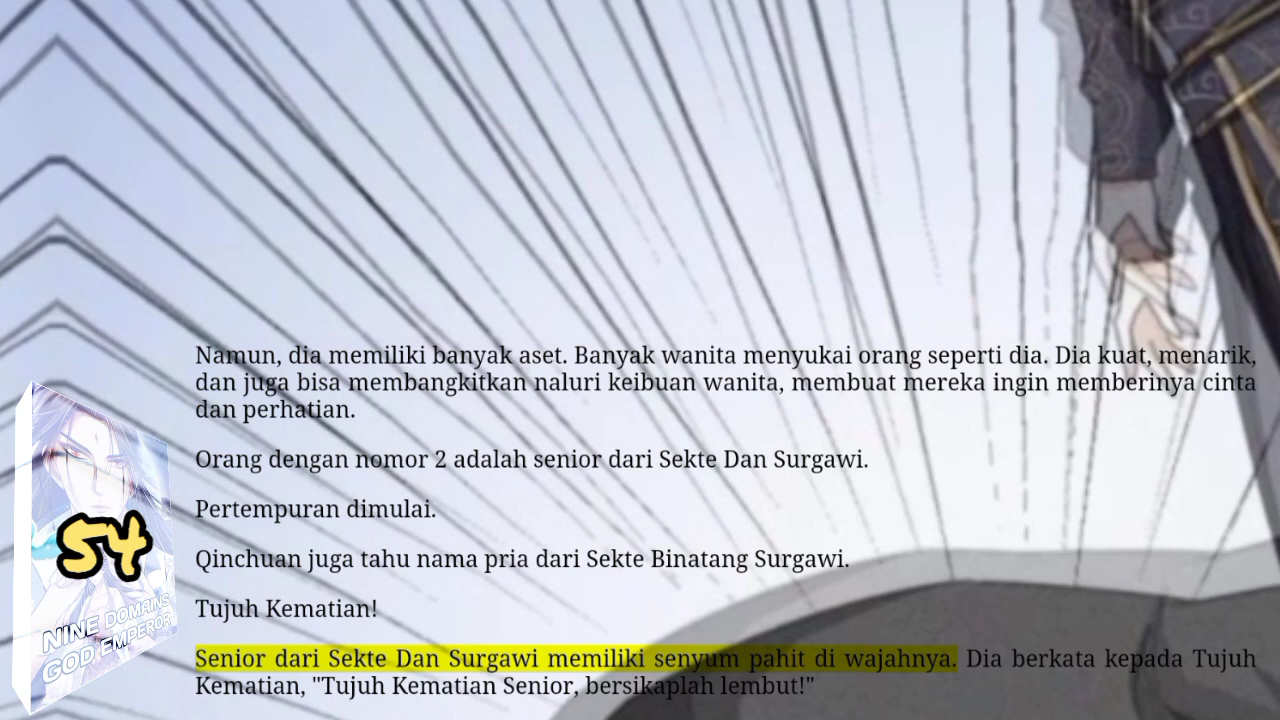 Namun, dia memiliki banyak aset. Banyak wanita menyukai orang seperti dia. Dia kuat, menarik,
dan juga bisa membangkitkan naluri keibuan wanita, membuat mereka ingin memberinya cinta
dan perhatian.
Orang dengan nomor 2 adalah senior dari Sekte Dan Surgawi.
Pertempuran dimulai.
Qinchuan juga tahu nama pria dari Sekte Binatang Surgawi.
Tujuh Kematian!
Senior dari Sekte Dan Surgawi memiliki senyum pahit di wajahnya. Dia berkata kepada Tujuh
Kematian, "Tujuh Kematian Senior, bersikaplah lembut!"
54
NINE DOMAINS
GOD EMPEROR